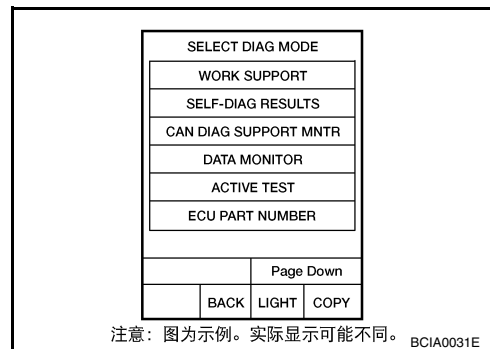 SELECT DIAG MODE
WORK SUPPORT
SELF-DIAG RESULTS
CAN DIAG SUPPORT MNTR
DATA MONITOR
ACTIVE TEST
ECU PART NUMBER
Page Down
BACK LIGHT COPY
注意：图为示例。实际显示可能不同。 BCIA0031E